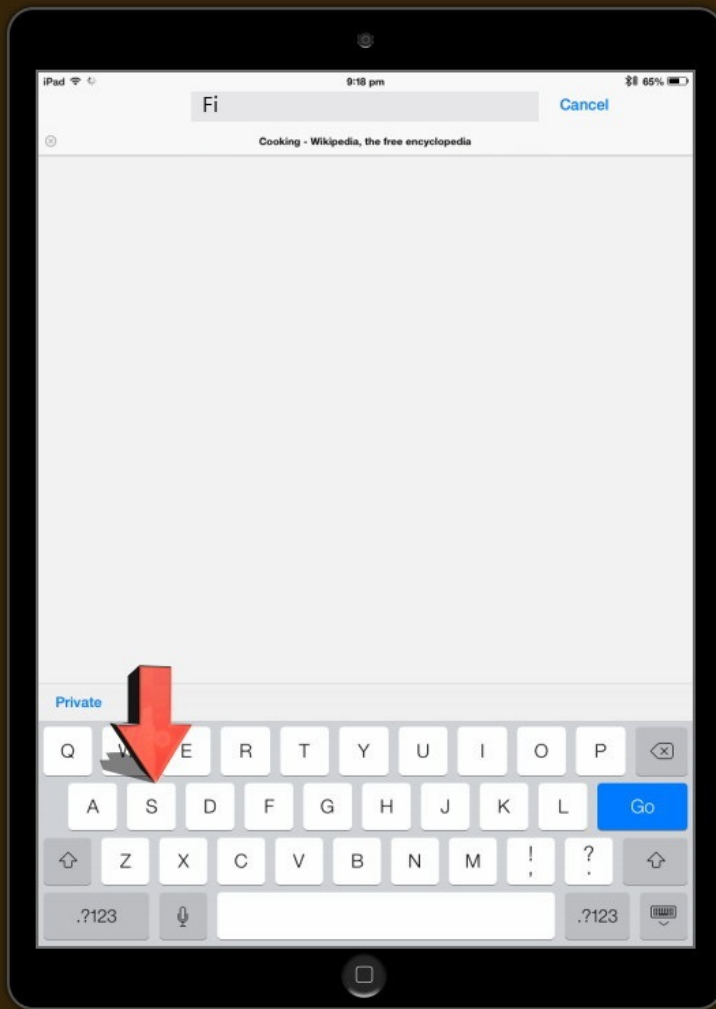 iPad 9:18 pm 65%
Fi Cancel
Cooking - Wikipedia, the free encyclopedia
Private
Q W E R T Y U I O P
A S D F G H J K L Go
Z X C V B N M ! , ? .
.?123 .?123